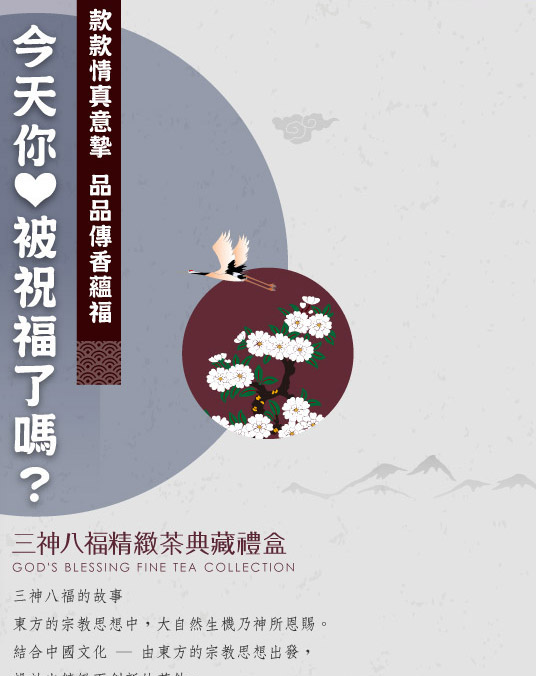 今天你♥被祝福了嗎？
款款情真意摯 品品傳香蘊福
三神八福精緻茶典藏禮盒
GOD'S BLESSING FINE TEA COLLECTION
三神八福的故事
東方的宗教思想中，大自然生機乃神所恩賜。
結合中國文化 — 由東方的宗教思想出發，